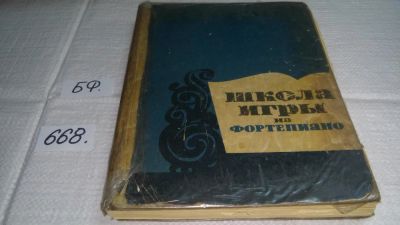 БФ.
668.
ШКОЛА
ИГРЫ
НА
ФОРТЕПИАНО